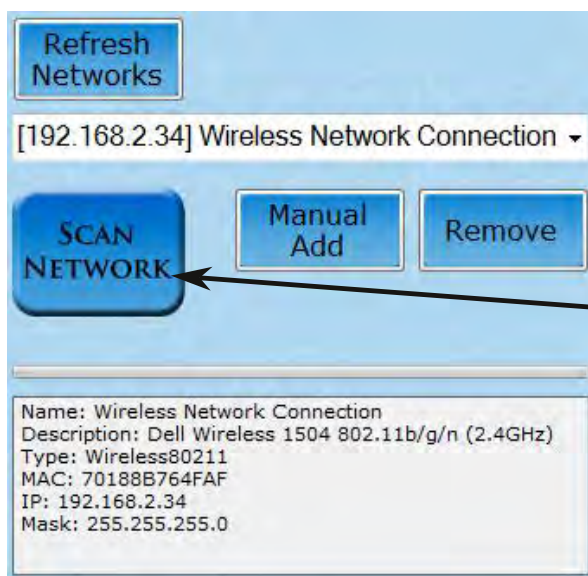 Refresh
Networks
[192.168.2.34] Wireless Network Connection
SCAN
NETWORK
Manual
Add
Remove
Name: Wireless Network Connection
Description: Dell Wireless 1504 802.11b/g/n (2.4GHz)
Type: Wireless80211
MAC: 70188B764FAF
IP: 192.168.2.34
Mask: 255.255.255.0